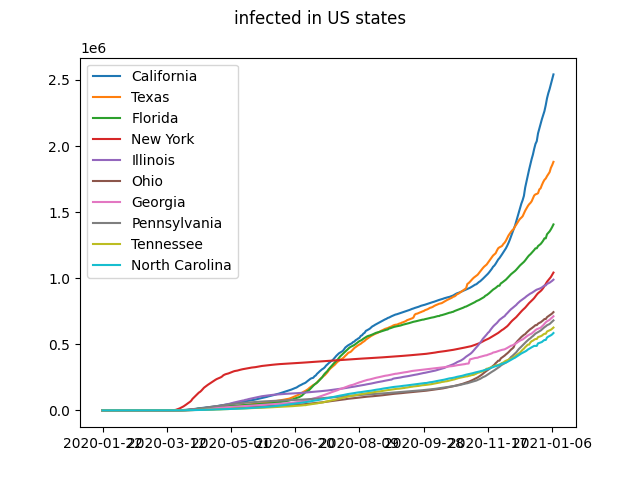 infected in US states
1e6
2.5
2.0
1.5
1.0
0.5
0.0
California
Texas
Florida
New York
Illinois
Ohio
Georgia
Pennsylvania
Tennessee
North Carolina
2020-01-22 2020-03-12 2020-05-01 2020-06-20 2020-08-09 2020-09-28 2020-11-17 2021-01-06